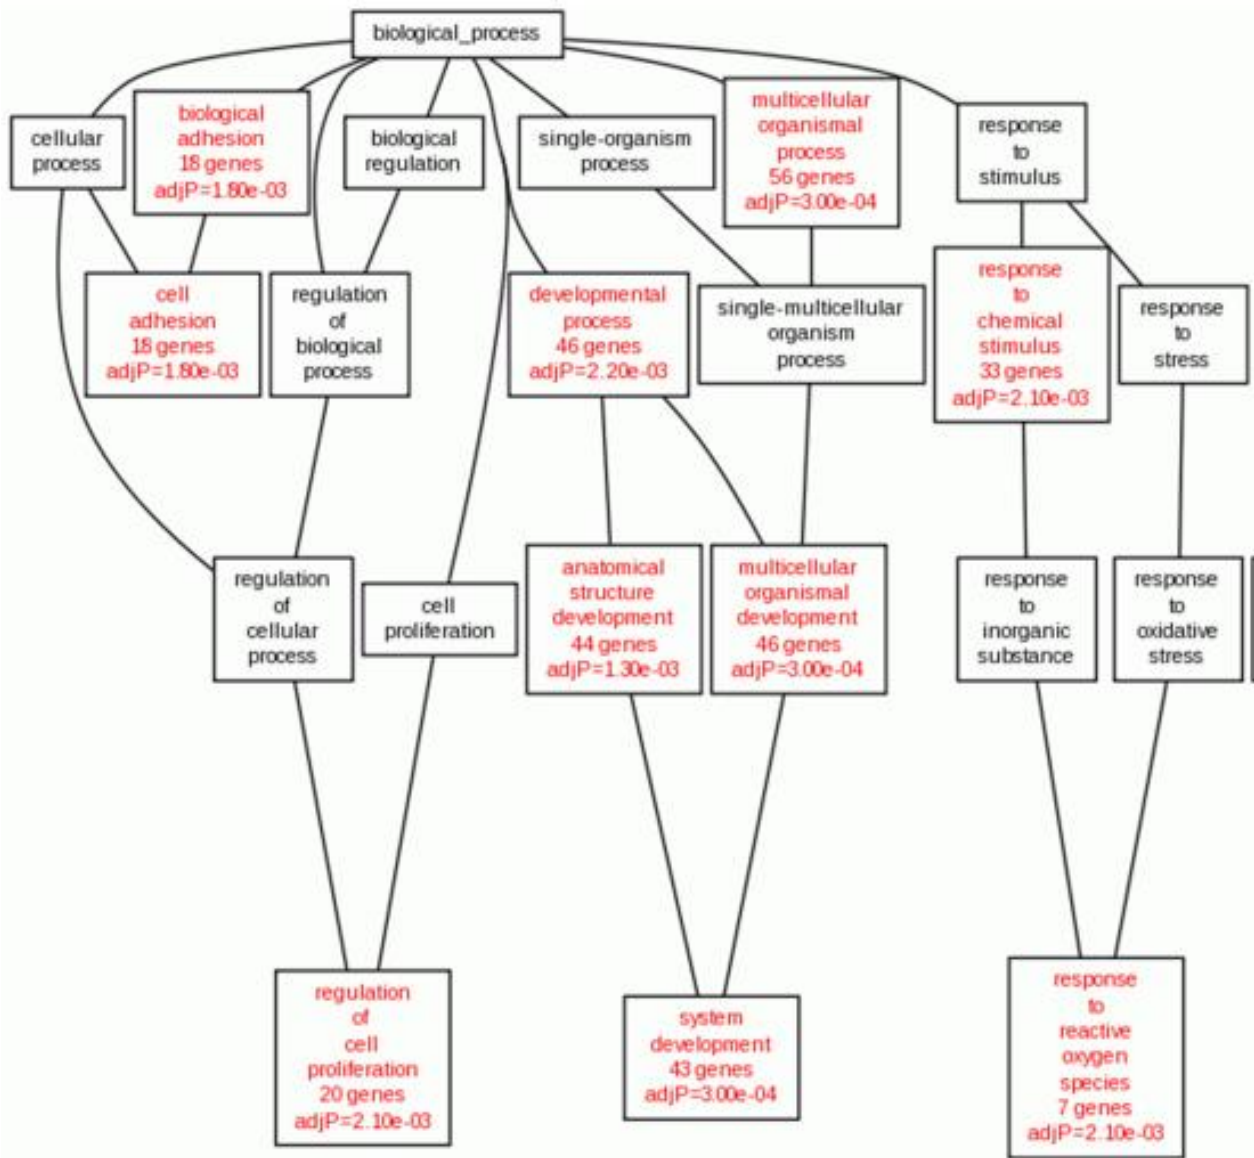 biological_process
cellular
process
biological
adhesion
18 genes
adjP=1.80e-03
biological
regulation
single-organism
process
multicellular
organismal
process
56 genes
adjP=3.00e-04
response
to
stimulus
cell
adhesion
18 genes
adjP=1.80e-03
regulation
of
biological
process
developmental
process
46 genes
adjP=2.20e-03
single-multicellular
organism
process
response
to
chemical
stimulus
33 genes
adjP=2.10e-03
response
to
stress
regulation
of
cellular
process
cell
proliferation
anatomical
structure
development
44 genes
adjP=1.30e-03
multicellular
organismal
development
46 genes
adjP=3.00e-04
response
to
inorganic
substance
response
to
oxidative
stress
regulation
of
cell
proliferation
20 genes
adjP=2.10e-03
system
development
43 genes
adjP=3.00e-04
response
to
reactive
oxygen
species
7 genes
adjP=2.10e-03